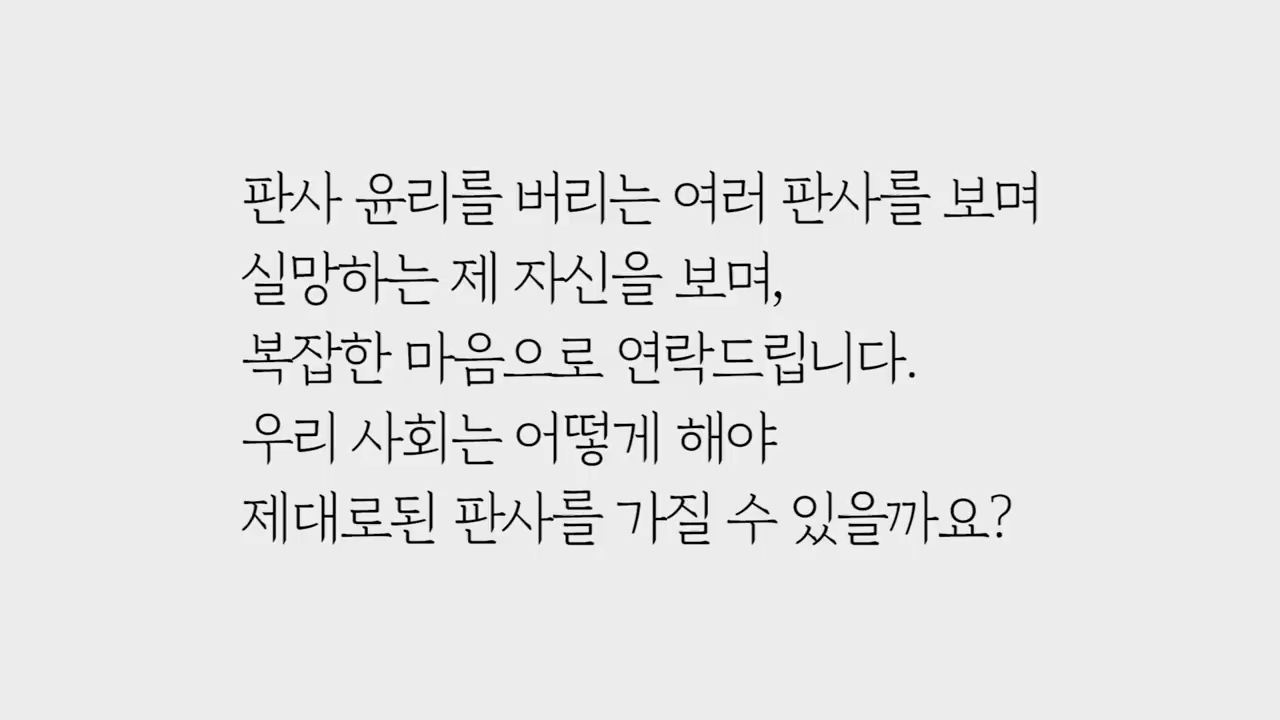 판사 윤리를 버리는 여러 판사를 보며
실망하는 제 자신을 보며,
복잡한 마음으로 연락드립니다.
우리 사회는 어떻게 해야
제대로된 판사를 가질 수 있을까요?